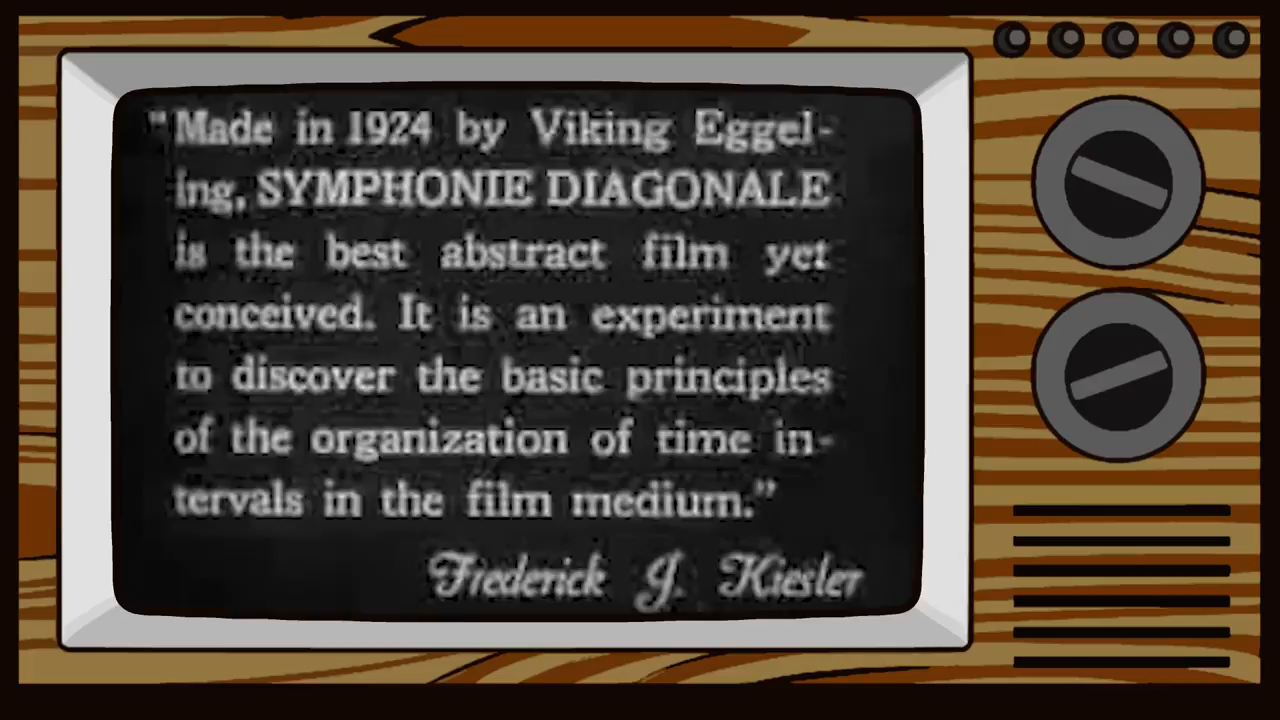 "Made in 1924 by Viking Eggel-
ing, SYMPHONIE DIAGONALE
is the best abstract film yet
conceived. It is an experiment
to discover the basic principles
of the organization of time in-
tervals in the film medium."
Frederick J. Kiesler